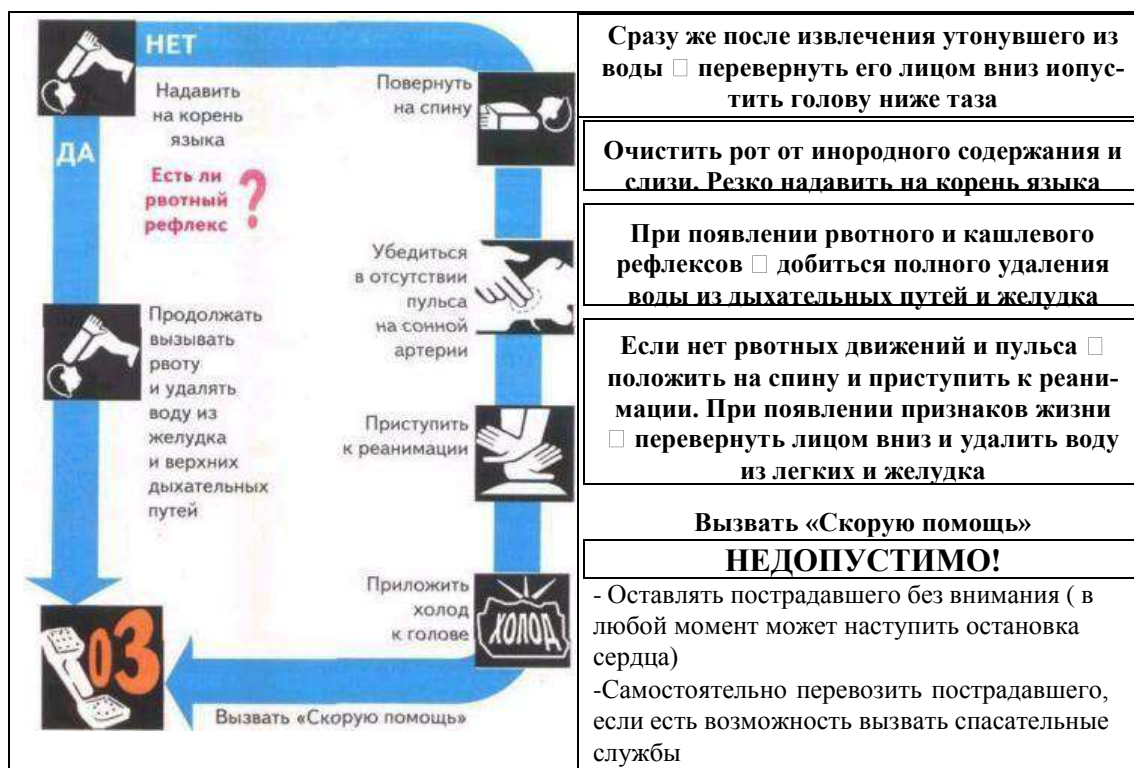 НЕТ
Надавить
на корень
языка
ДА
Есть ли
рвотный
рефлекс
?
Продолжать
вызывать
рвоту
и удалять
воду из
желудка
и верхних
дыхательных
путей
Повернуть
на спину
Убедиться
в отсутствии
пульса
на сонной
артерии
Приступить
к реанимации
Приложить
холод
к голове
ХОЛОД
03
Вызвать «Скорую помощь»
Сразу же после извлечения утонувшего из
воды □ перевернуть его лицом вниз иопус-
тить голову ниже таза
Очистить рот от инородного содержания и
слизи. Резко надавить на корень языка
При появлении рвотного и кашлевого
рефлексов □ добиться полного удаления
воды из дыхательных путей и желудка
Если нет рвотных движений и пульса □
положить на спину и приступить к реани-
мации. При появлении признаков жизни
□ перевернуть лицом вниз и удалить воду
из легких и желудка
Вызвать «Скорую помощь»
НЕДОПУСТИМО!
- Оставлять пострадавшего без внимания ( в
любой момент может наступить остановка
сердца)
-Самостоятельно перевозить пострадавшего,
если есть возможность вызвать спасательные
службы